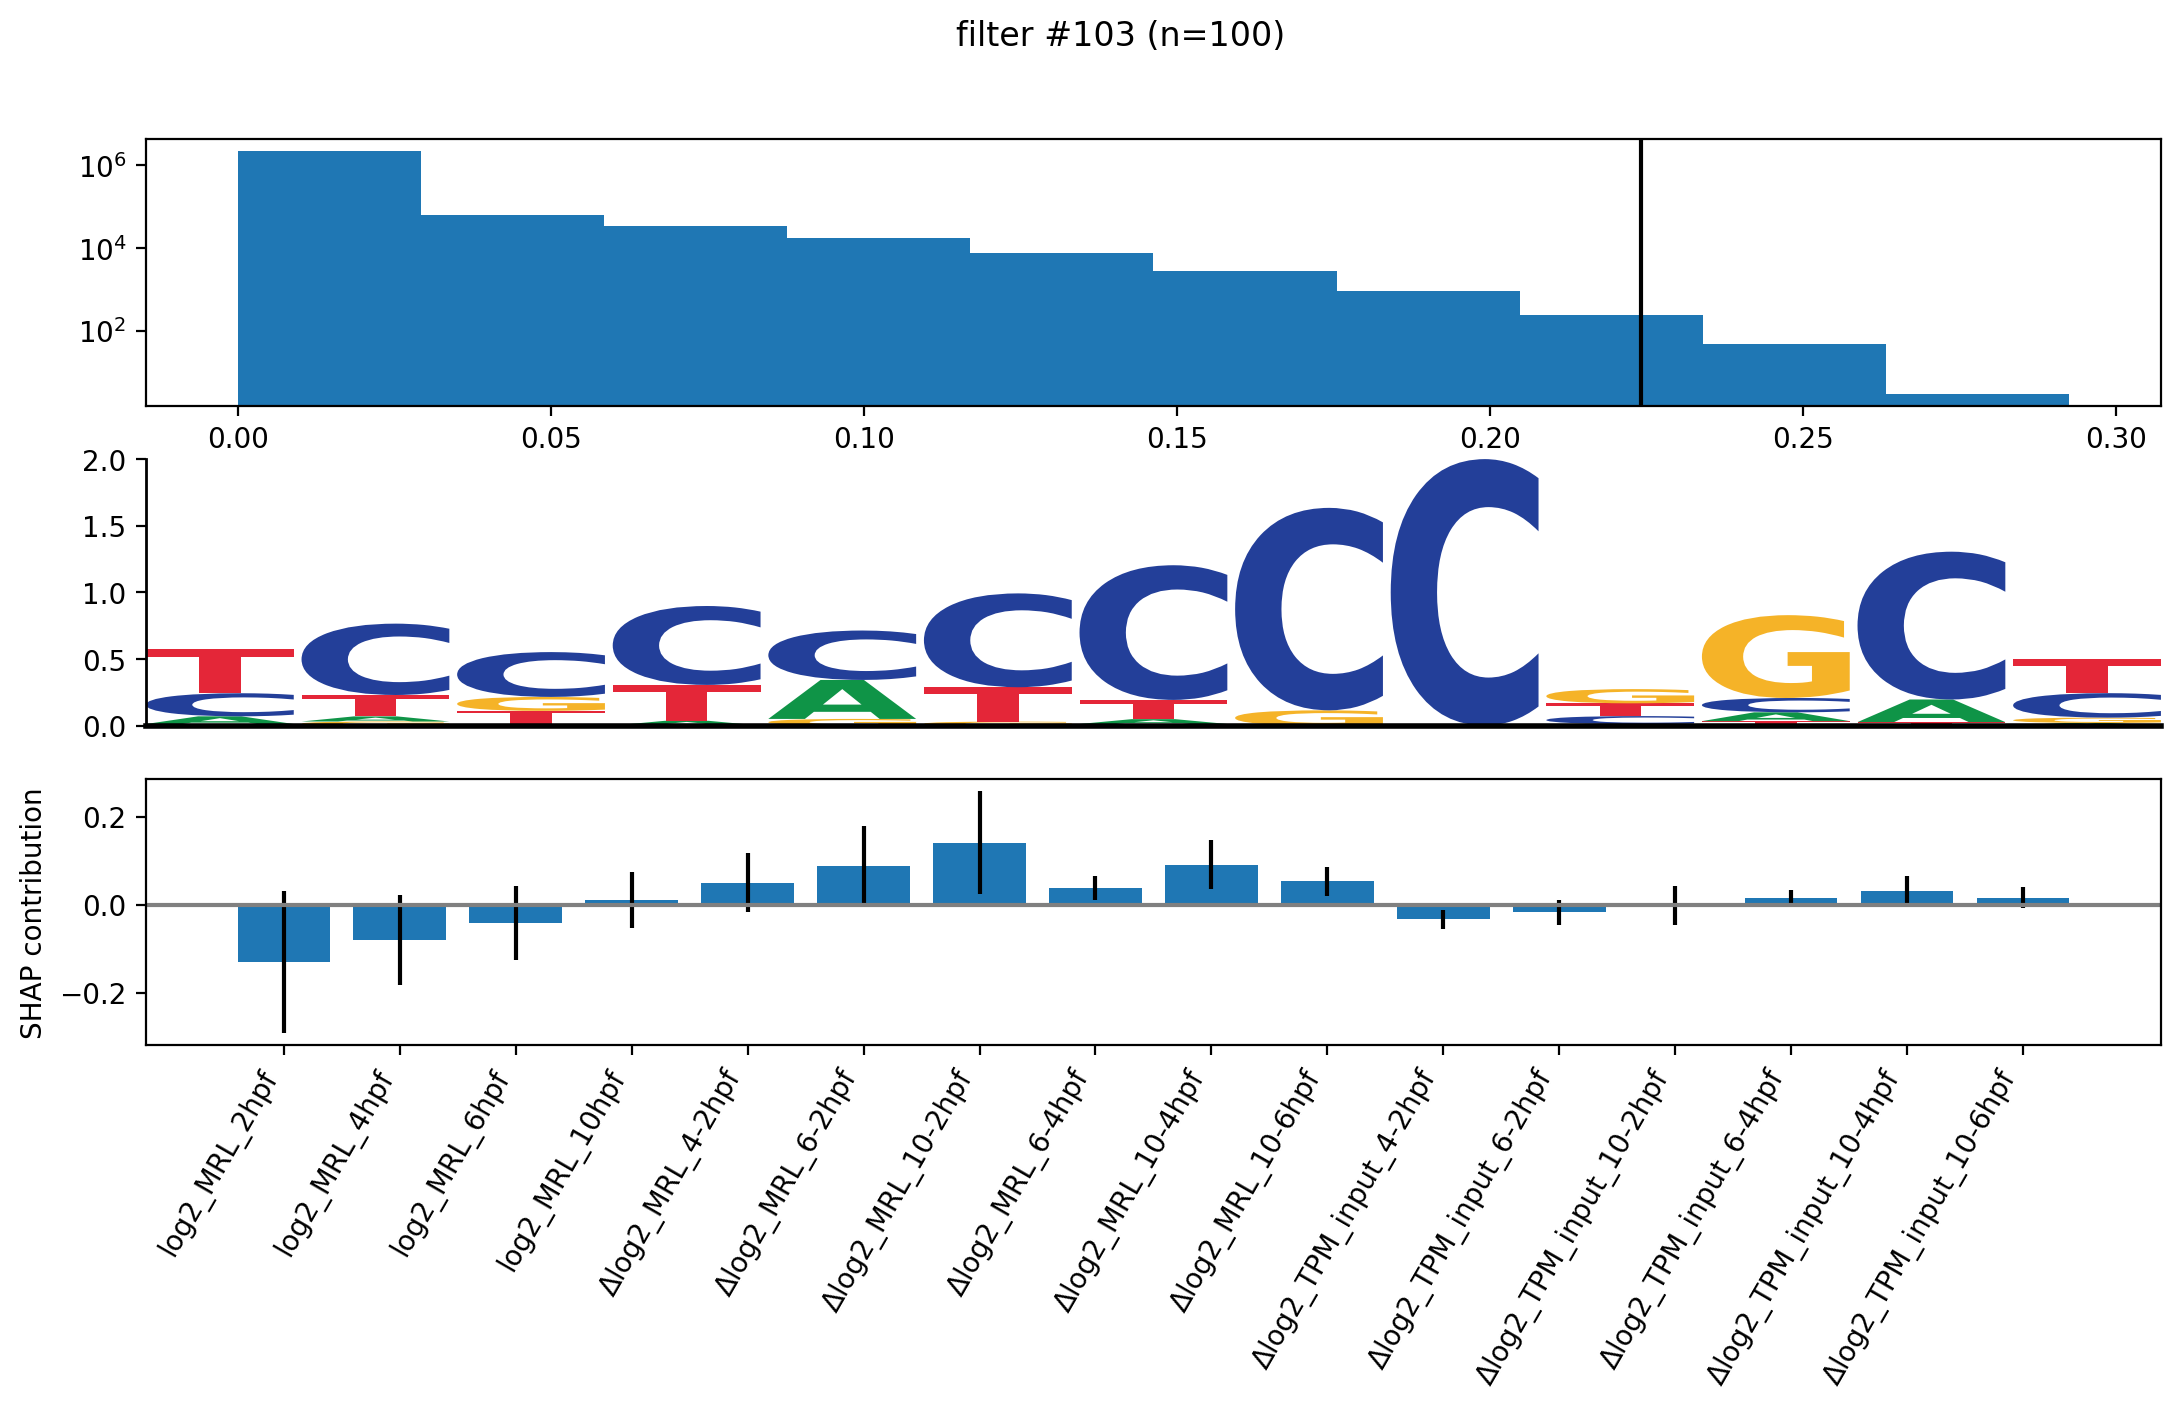 filter #103 (n=100)
10^6
10^4
10^2
0.00 0.05 0.10 0.15 0.20 0.25 0.30
2.0
1.5
1.0
0.5
0.0
T C C C C C C C C G G C T
C T G T A T T G T C A C
A A T A G G A C A T G
T
SHAP contribution
0.2
0.0
−0.2
log2_MRL_2hpf
log2_MRL_4hpf
log2_MRL_6hpf
log2_MRL_10hpf
Δlog2_MRL_4-2hpf
Δlog2_MRL_6-2hpf
Δlog2_MRL_10-2hpf
Δlog2_MRL_6-4hpf
Δlog2_MRL_10-4hpf
Δlog2_MRL_10-6hpf
Δlog2_TPM_input_4-2hpf
Δlog2_TPM_input_6-2hpf
Δlog2_TPM_input_10-2hpf
Δlog2_TPM_input_6-4hpf
Δlog2_TPM_input_10-4hpf
Δlog2_TPM_input_10-6hpf